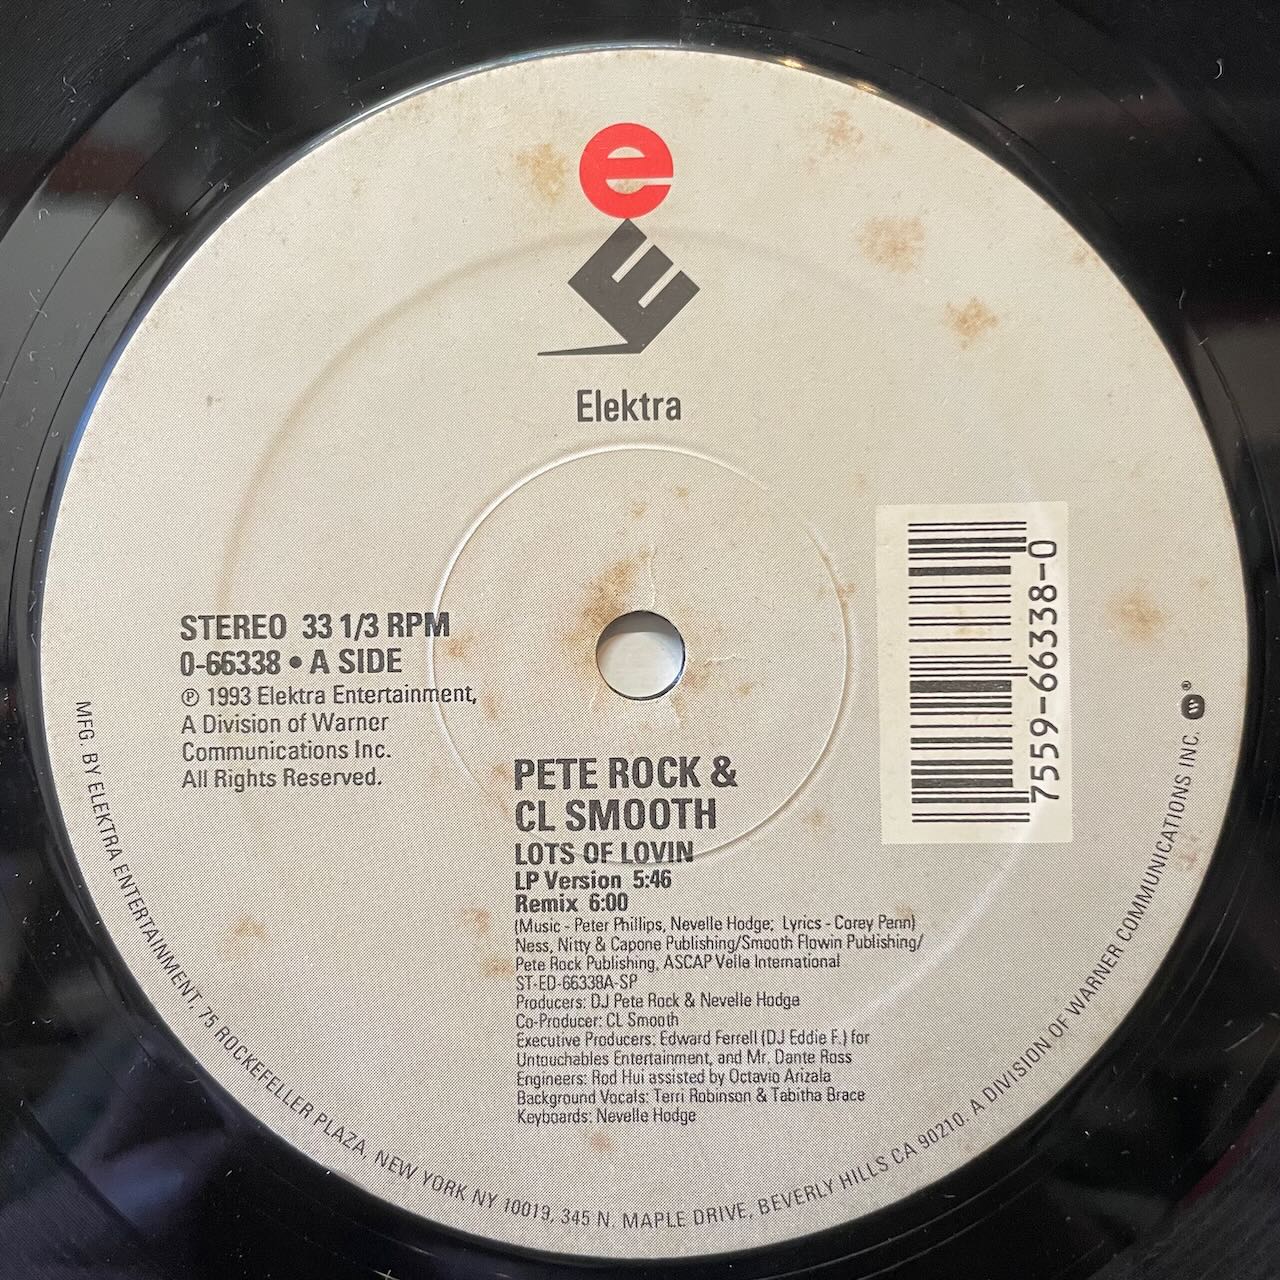 e
E
Elektra
STEREO 33 1/3 RPM
0-66338 • A SIDE
℗ 1993 Elektra Entertainment,
A Division of Warner
Communications Inc.
All Rights Reserved.
7559-66338-0
PETE ROCK &
CL SMOOTH
LOTS OF LOVIN
LP Version 5:46
Remix 6:00
(Music - Peter Phillips, Nevelle Hodge; Lyrics - Corey Penn)
Ness, Nitty & Capone Publishing/Smooth Flowin Publishing/
Pete Rock Publishing, ASCAP Velle International
ST-ED-66338A-SP
Producers: DJ Pete Rock & Nevelle Hodge
Co-Producer: CL Smooth
Executive Producers: Edward Ferrell (DJ Eddie F.) for
Untouchables Entertainment, and Mr. Dante Ross
Engineers: Rod Hui assisted by Octavio Arizala
Background Vocals: Terri Robinson & Tabitha Brace
Keyboards: Nevelle Hodge
MFG. BY ELEKTRA ENTERTAINMENT, 75 ROCKEFELLER PLAZA, NEW YORK NY 10019, 345 N. MAPLE DRIVE, BEVERLY HILLS CA 90210. A DIVISION OF WARNER COMMUNICATIONS INC. ®